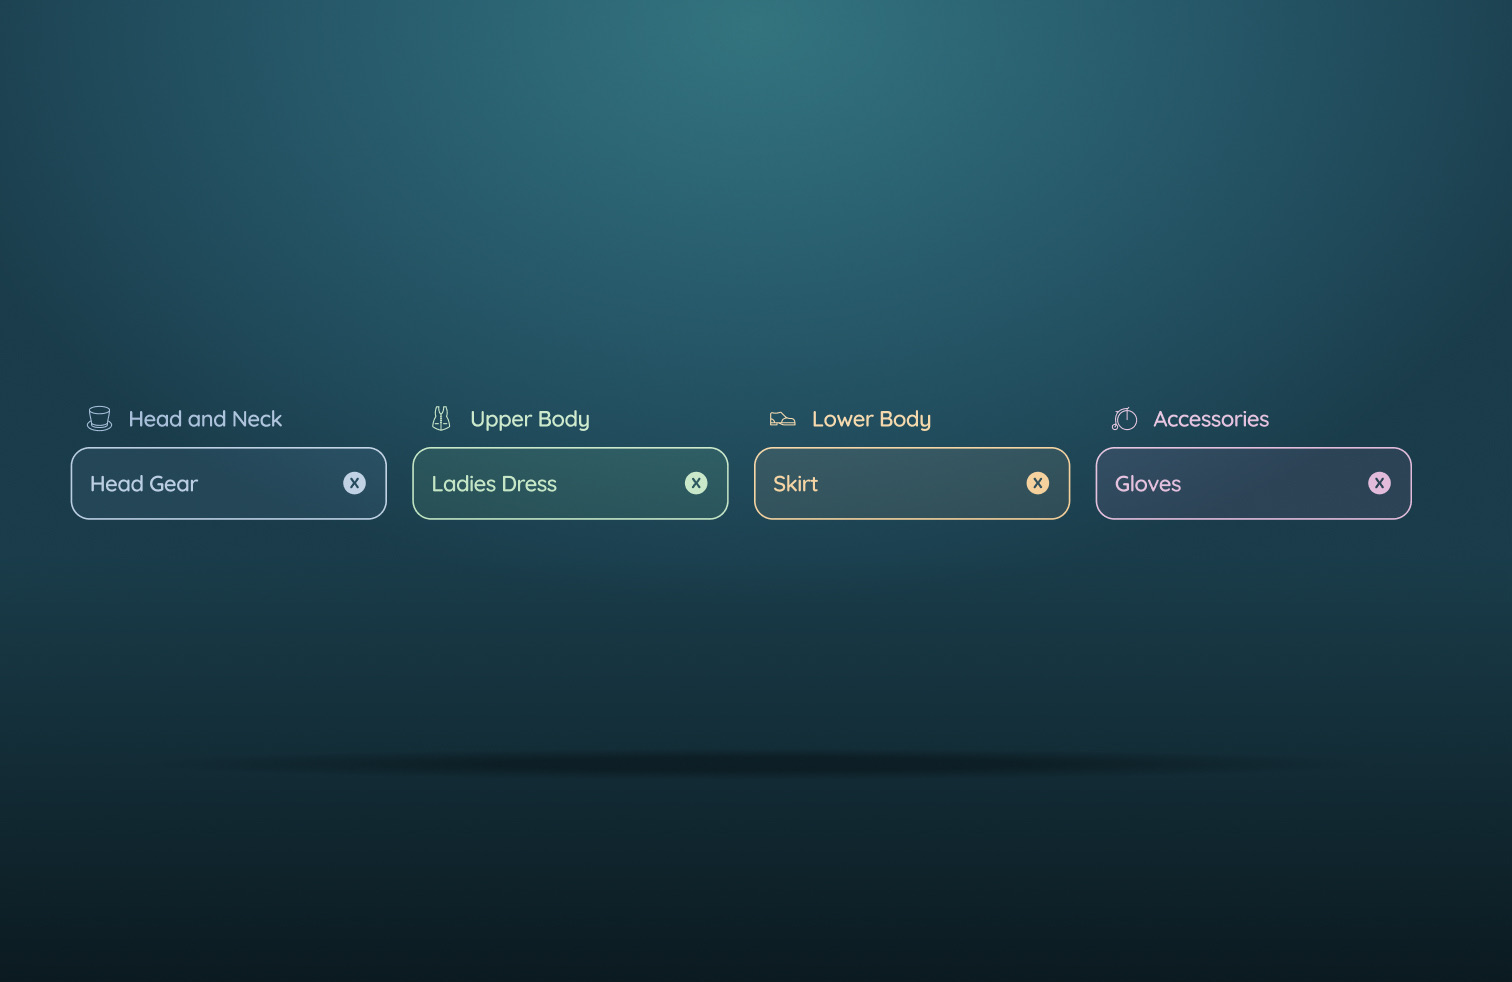 Head and Neck
Upper Body
Lower Body
Accessories
Head Gear X
Ladies Dress X
Skirt X
Gloves X